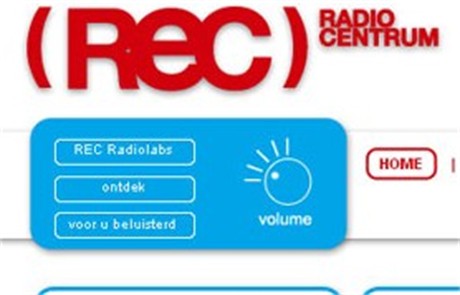 (REC) RADIO
CENTRUM
REC Radiolabs
ontdek
voor u beluisterd
volume
HOME |